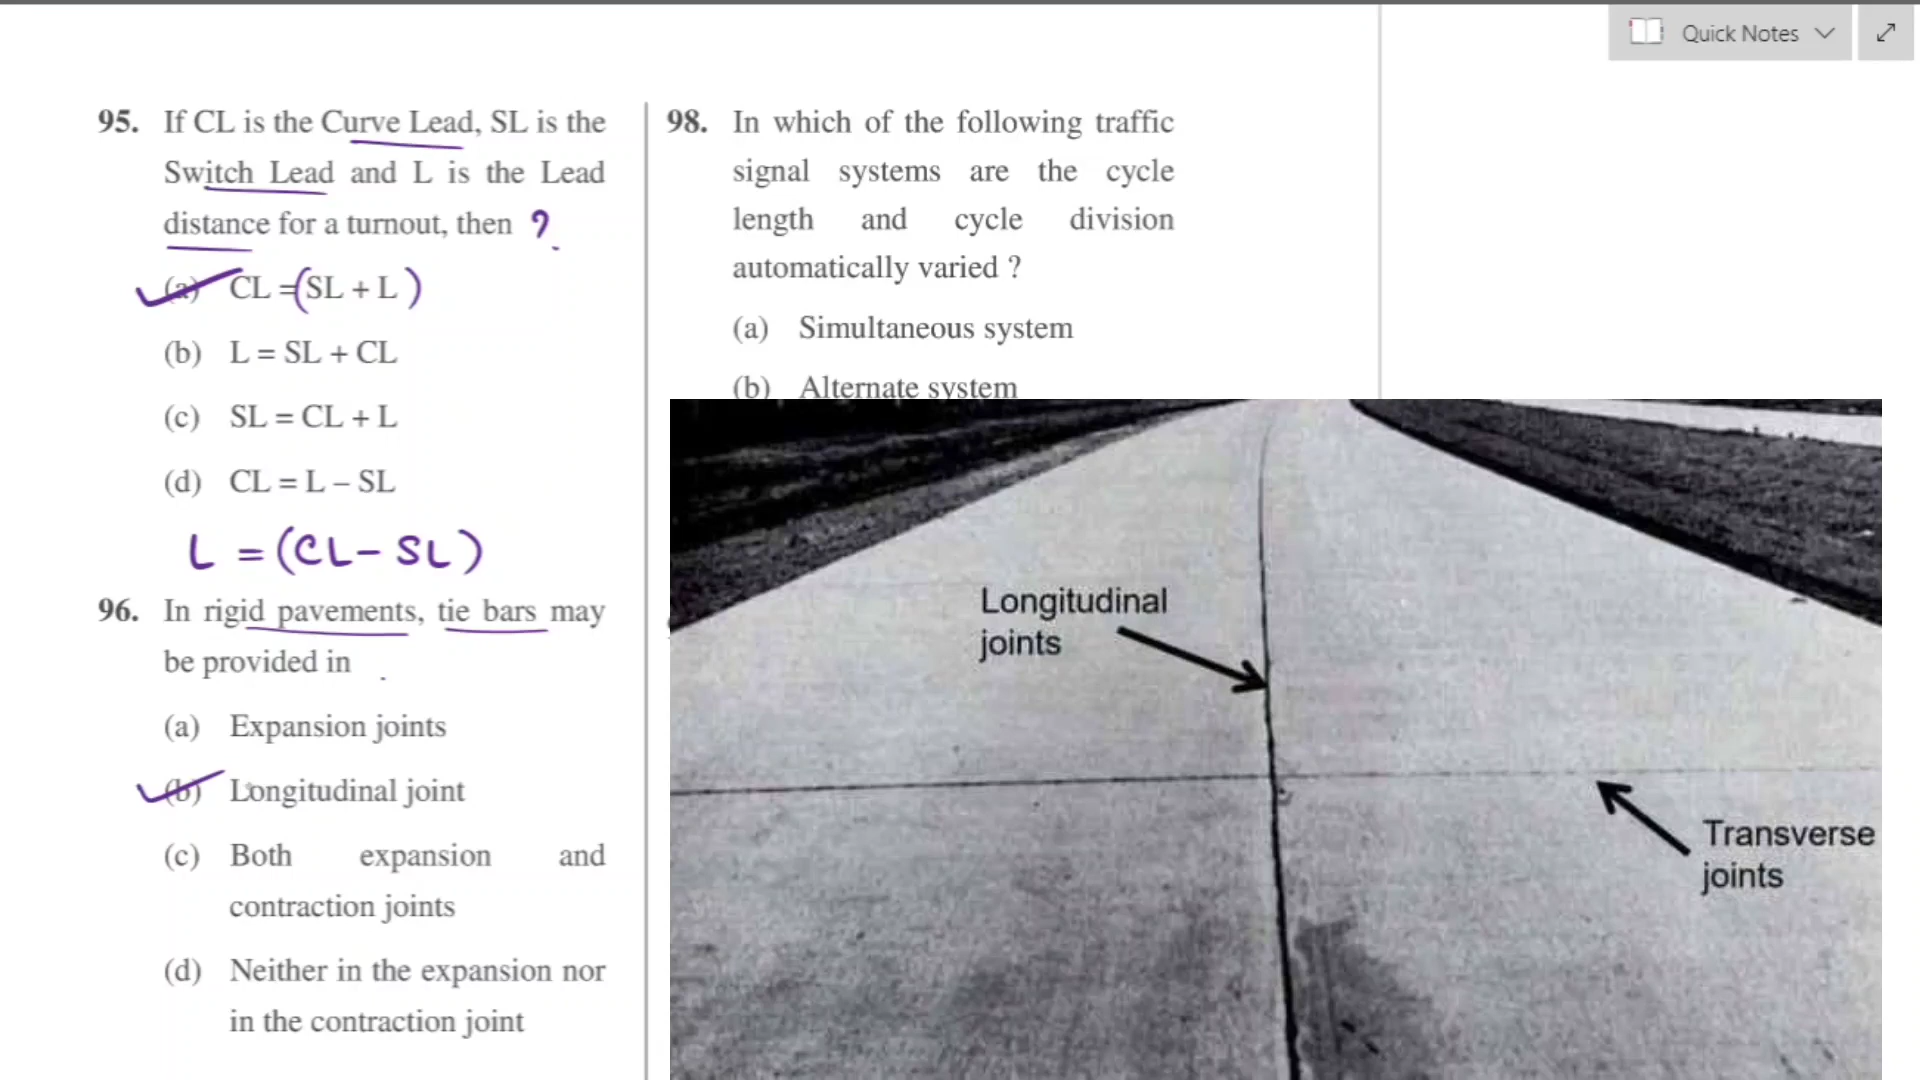 Quick Notes
95. If CL is the Curve Lead, SL is the
Switch Lead and L is the Lead
distance for a turnout, then ?
(a) CL =(SL + L)
(b) L = SL + CL
(c) SL = CL + L
(d) CL = L – SL
L = (CL- SL)
96. In rigid pavements, tie bars may
be provided in
(a) Expansion joints
(b) Longitudinal joint
(c) Both expansion and
contraction joints
(d) Neither in the expansion nor
in the contraction joint
98. In which of the following traffic
signal systems are the cycle
length and cycle division
automatically varied ?
(a) Simultaneous system
(b) Alternate system
Longitudinal
joints
Transverse
joints